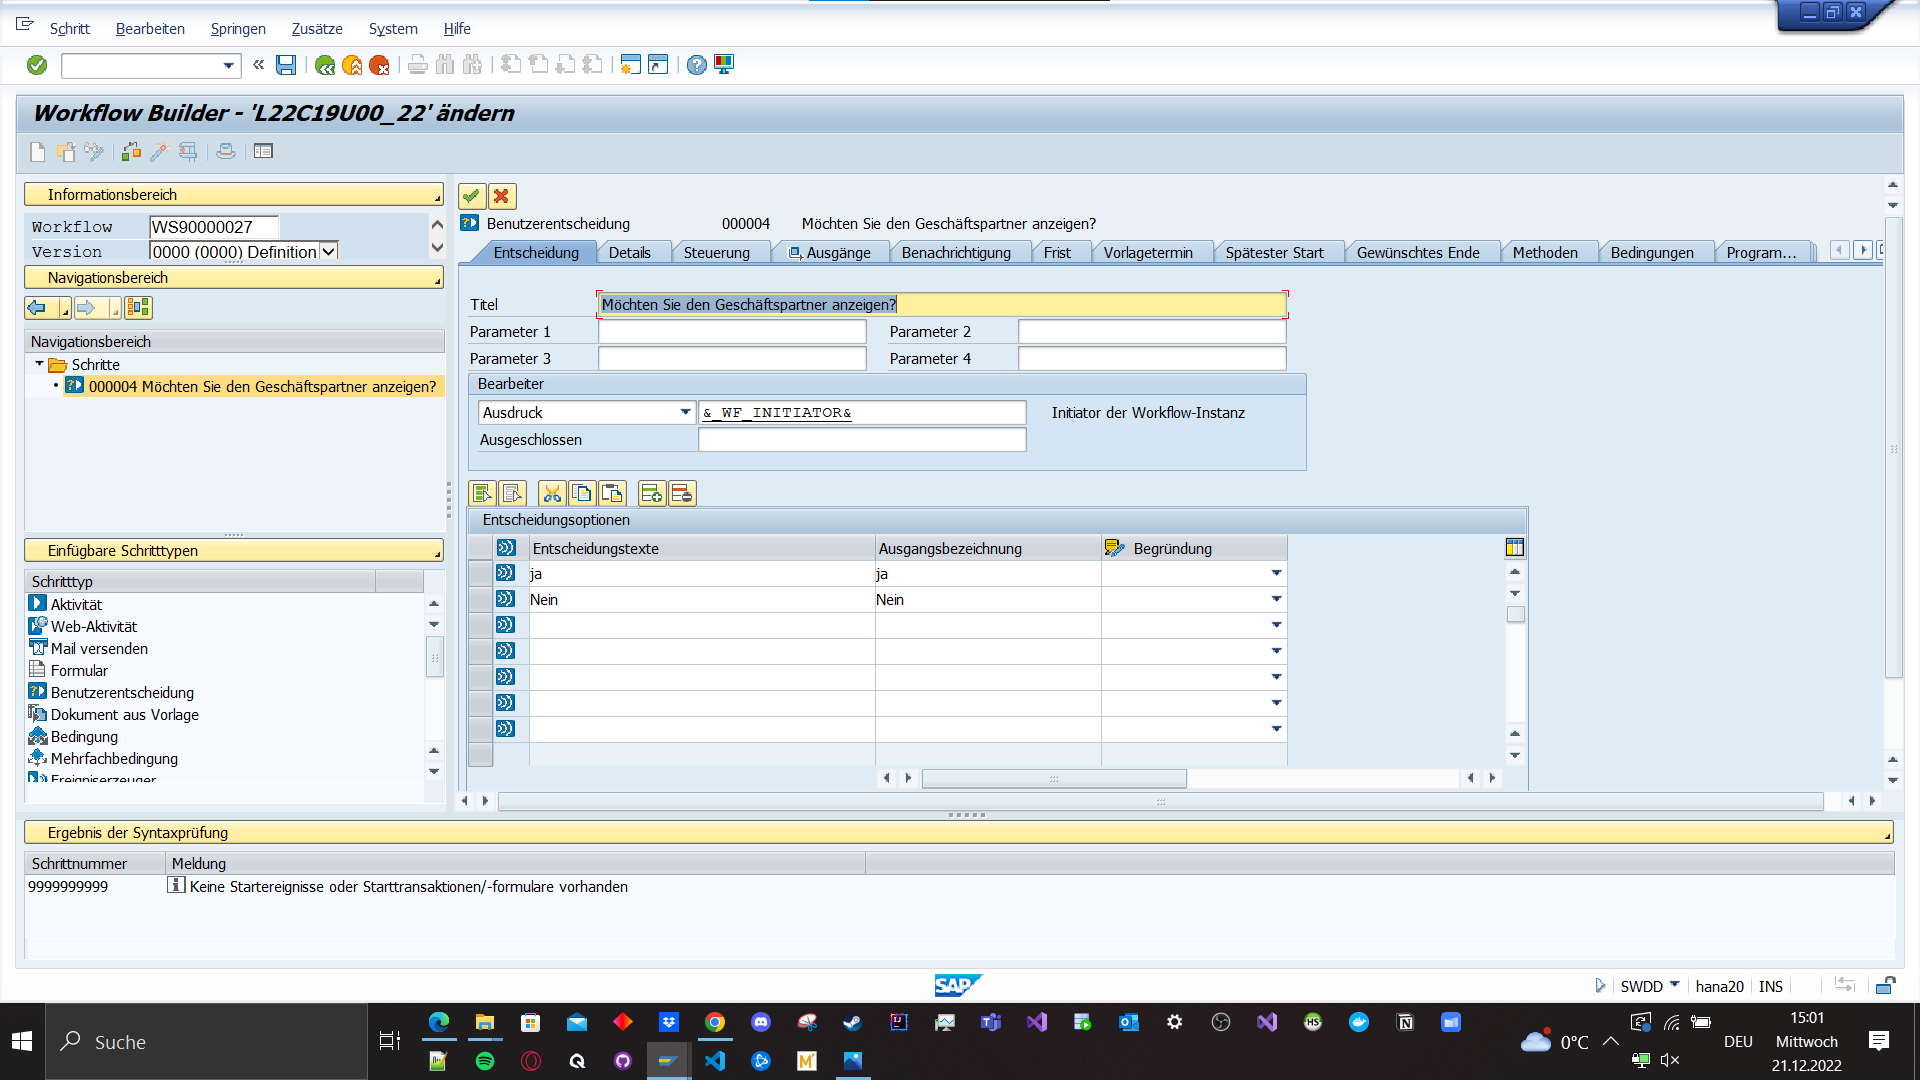 Schritt Bearbeiten Springen Zusätze System Hilfe
Workflow Builder - 'L22C19U00_22' ändern
Informationsbereich
Workflow WS90000027
Version 0000 (0000) Definition
Navigationsbereich
Navigationsbereich
Schritte
000004 Möchten Sie den Geschäftspartner anzeigen?
Einfügbare Schritttypen
Schritttyp
Aktivität
Web-Aktivität
Mail versenden
Formular
Benutzerentscheidung
Dokument aus Vorlage
Bedingung
Mehrfachbedingung
Ereigniserzeuger
Benutzerentscheidung 000004 Möchten Sie den Geschäftspartner anzeigen?
Entscheidung Details Steuerung Ausgänge Benachrichtigung Frist Vorlagetermin Spätester Start Gewünschtes Ende Methoden Bedingungen Program...
Titel Möchten Sie den Geschäftspartner anzeigen?
Parameter 1 Parameter 2
Parameter 3 Parameter 4
Bearbeiter
Ausdruck &_WF_INITIATOR& Initiator der Workflow-Instanz
Ausgeschlossen
Entscheidungsoptionen
Entscheidungstexte Ausgangsbezeichnung Begründung
ja ja
Nein Nein
Ergebnis der Syntaxprüfung
Schrittnummer Meldung
9999999999 Keine Startereignisse oder Starttransaktionen/-formulare vorhanden
SAP
SWDD hana20 INS
Suche
0°C
DEU
15:01
Mittwoch
21.12.2022